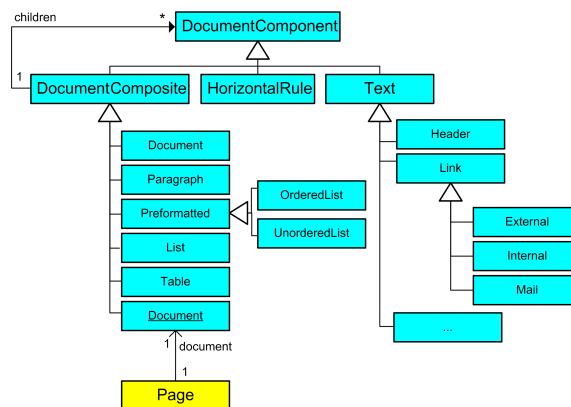 children
*
DocumentComponent
1
DocumentComposite
HorizontalRule
Text
Document
Header
Paragraph
Link
Preformatted
OrderedList
UnorderedList
External
List
Internal
Table
Mail
Document
...
1
document
1
Page